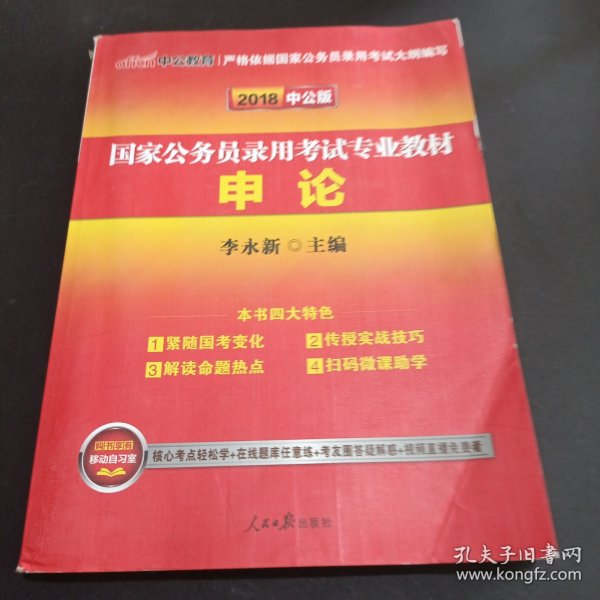 offcn 中公教育 | 严格依据国家公务员录用考试大纲编写
2018 中公版
国家公务员录用考试专业教材
申论
李永新◎主编
本书四大特色
1 紧随国考变化 2 传授实战技巧
3 解读命题热点 4 扫码微课助学
购书享有
移动自习室
核心考点轻松学+在线题库任意练+考友圈答疑解惑+视频直播免费看
人民日报出版社
孔夫子旧书网
www.kongfz.com